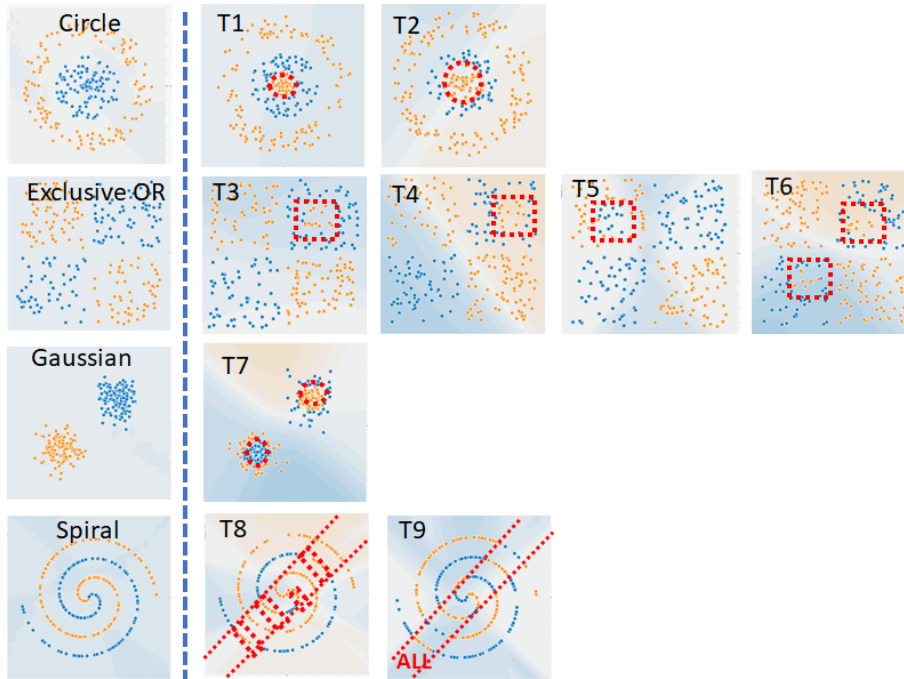 Circle
T1
T2
Exclusive OR
T3
T4
T5
T6
Gaussian
T7
Spiral
T8
T9
ALL